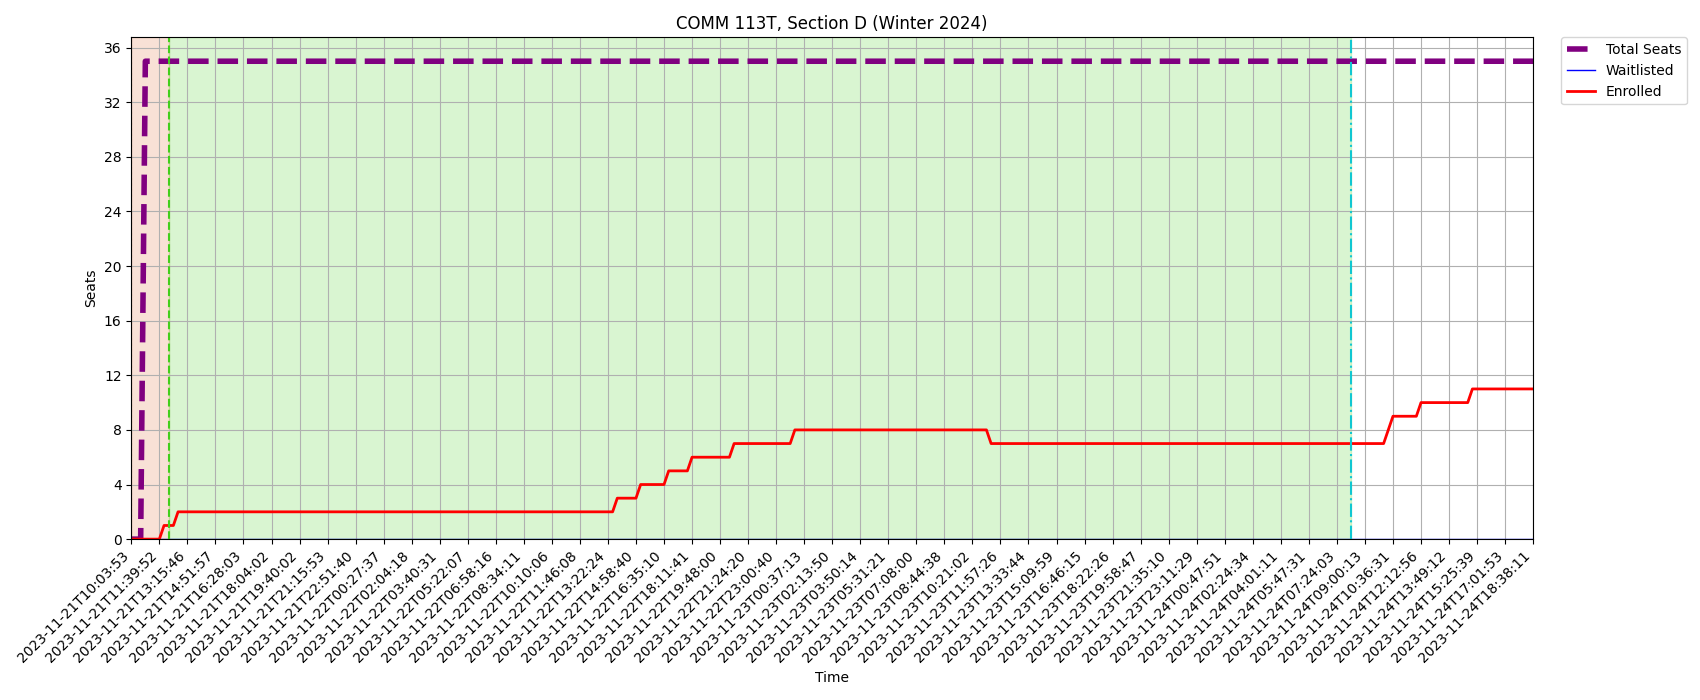 COMM 113T, Section D (Winter 2024)
Total Seats
Waitlisted
Enrolled
36
32
28
24
20
16
12
8
4
0
Seats
2023-11-21T10:03:53
2023-11-21T11:39:52
2023-11-21T13:15:46
2023-11-21T14:51:57
2023-11-21T16:28:03
2023-11-21T18:04:02
2023-11-21T19:40:02
2023-11-21T21:15:53
2023-11-21T22:51:40
2023-11-22T00:27:37
2023-11-22T02:04:18
2023-11-22T03:40:31
2023-11-22T05:22:07
2023-11-22T06:58:16
2023-11-22T08:34:11
2023-11-22T10:10:06
2023-11-22T11:46:08
2023-11-22T13:22:24
2023-11-22T14:58:40
2023-11-22T16:35:10
2023-11-22T18:11:41
2023-11-22T19:48:00
2023-11-22T21:24:20
2023-11-22T23:00:40
2023-11-23T00:37:13
2023-11-23T02:13:50
2023-11-23T03:50:14
2023-11-23T05:31:21
2023-11-23T07:08:00
2023-11-23T08:44:38
2023-11-23T10:21:02
2023-11-23T11:57:26
2023-11-23T13:33:44
2023-11-23T15:09:59
2023-11-23T16:46:15
2023-11-23T18:22:26
2023-11-23T19:58:47
2023-11-23T21:35:10
2023-11-23T23:11:29
2023-11-24T00:47:51
2023-11-24T02:24:34
2023-11-24T04:01:11
2023-11-24T05:47:31
2023-11-24T07:24:03
2023-11-24T09:00:13
2023-11-24T10:36:31
2023-11-24T12:12:56
2023-11-24T13:49:12
2023-11-24T15:25:39
2023-11-24T17:01:53
2023-11-24T18:38:11
Time